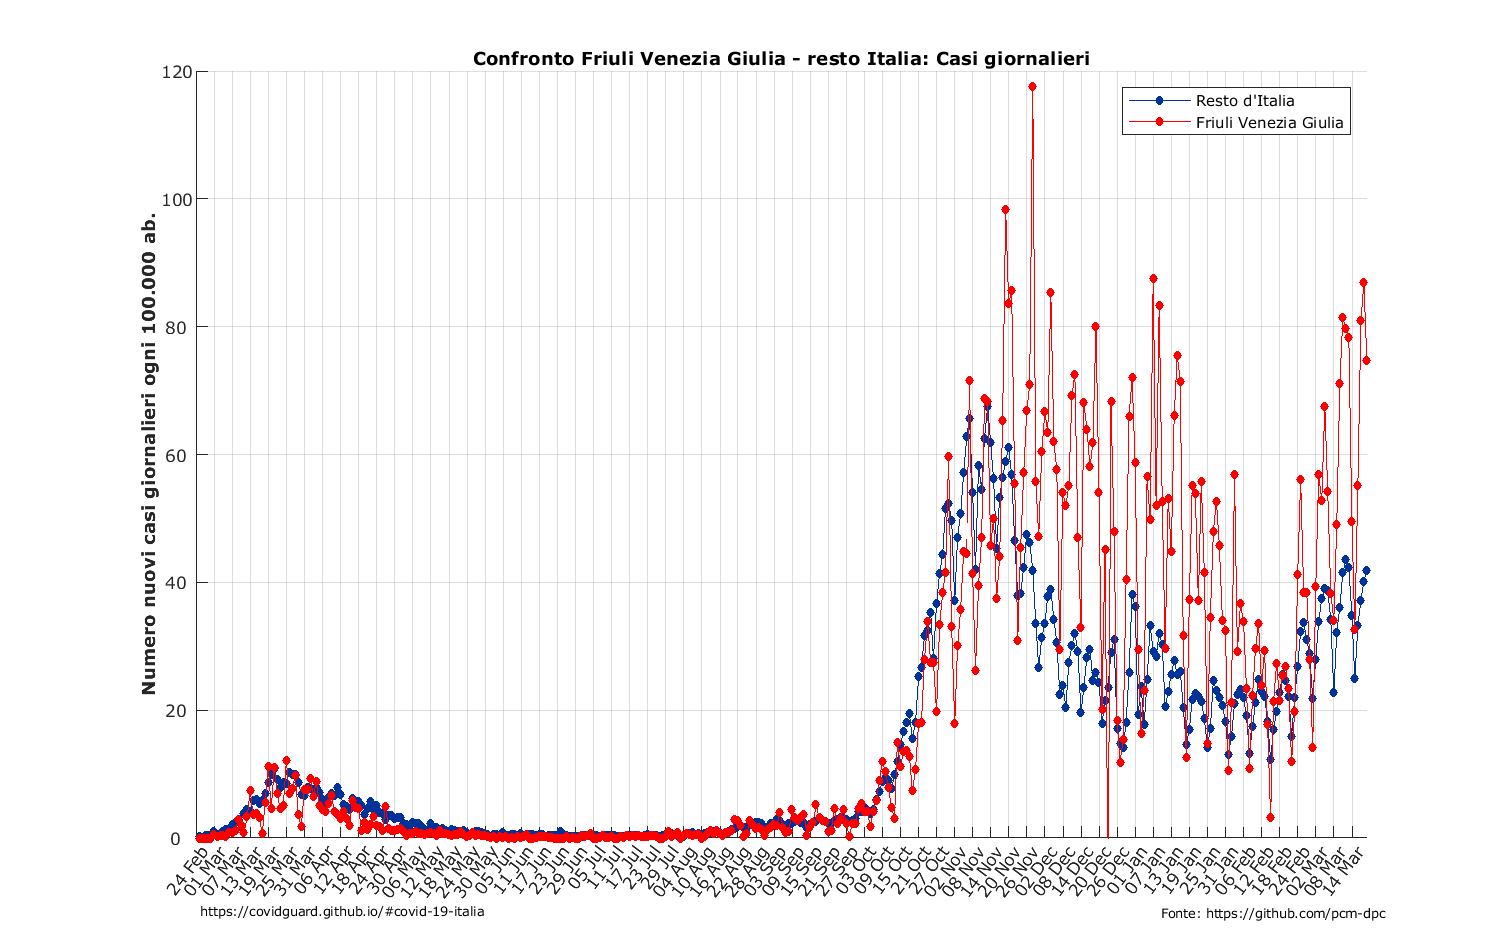 Confronto Friuli Venezia Giulia - resto Italia: Casi giornalieri
Resto d'Italia
Friuli Venezia Giulia
Numero nuovi casi giornalieri ogni 100.000 ab.
120
100
80
60
40
20
0
24 Feb
01 Mar
07 Mar
13 Mar
19 Mar
25 Mar
31 Mar
06 Apr
12 Apr
18 Apr
24 Apr
30 Apr
06 May
12 May
18 May
24 May
30 May
05 Jun
11 Jun
17 Jun
23 Jun
29 Jun
05 Jul
11 Jul
17 Jul
23 Jul
29 Jul
04 Aug
10 Aug
16 Aug
22 Aug
28 Aug
03 Sep
09 Sep
15 Sep
21 Sep
27 Sep
03 Oct
09 Oct
15 Oct
21 Oct
27 Oct
02 Nov
08 Nov
14 Nov
20 Nov
26 Nov
02 Dec
08 Dec
14 Dec
20 Dec
26 Dec
01 Jan
07 Jan
13 Jan
19 Jan
25 Jan
31 Jan
06 Feb
12 Feb
18 Feb
24 Feb
02 Mar
08 Mar
14 Mar
https://covidguard.github.io/#covid-19-italia
Fonte: https://github.com/pcm-dpc